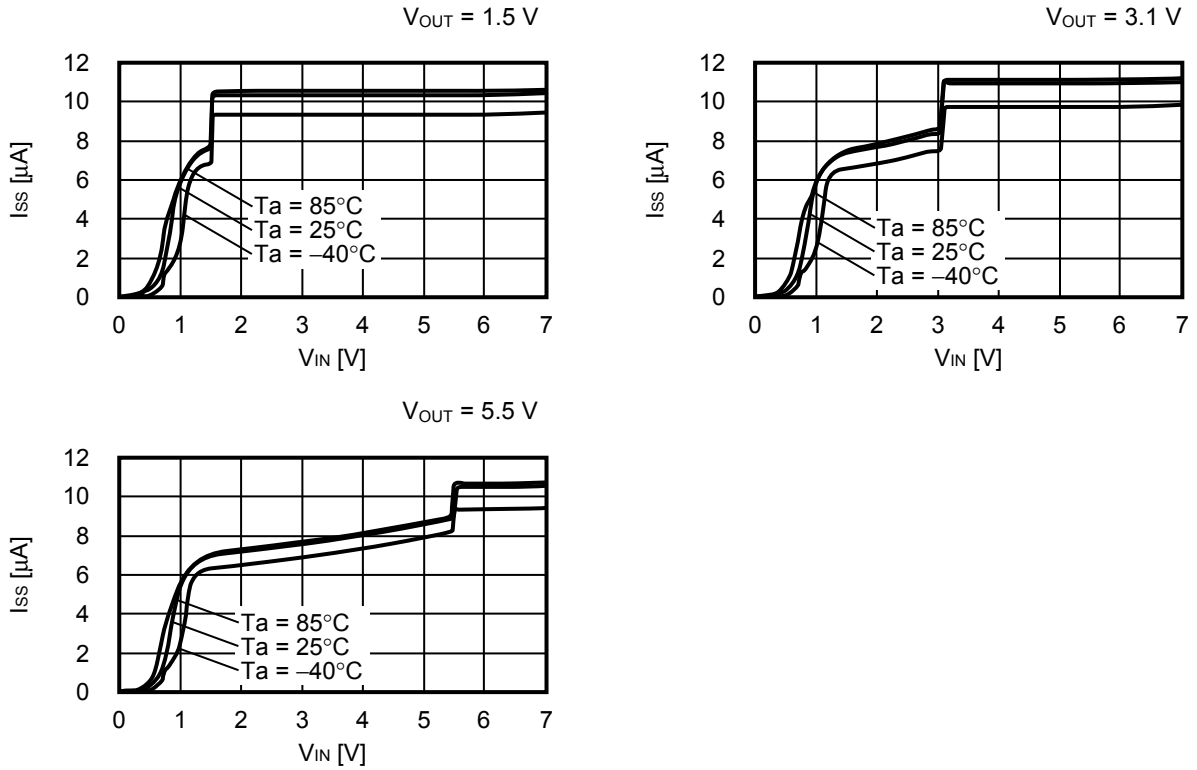 V_OUT = 1.5 V
12
10
8
6
4
2
0
ISS [μA]
Ta = 85°C
Ta = 25°C
Ta = −40°C
0 1 2 3 4 5 6 7
VIN [V]
V_OUT = 3.1 V
12
10
8
6
4
2
0
ISS [μA]
Ta = 85°C
Ta = 25°C
Ta = −40°C
0 1 2 3 4 5 6 7
VIN [V]
V_OUT = 5.5 V
12
10
8
6
4
2
0
ISS [μA]
Ta = 85°C
Ta = 25°C
Ta = −40°C
0 1 2 3 4 5 6 7
VIN [V]